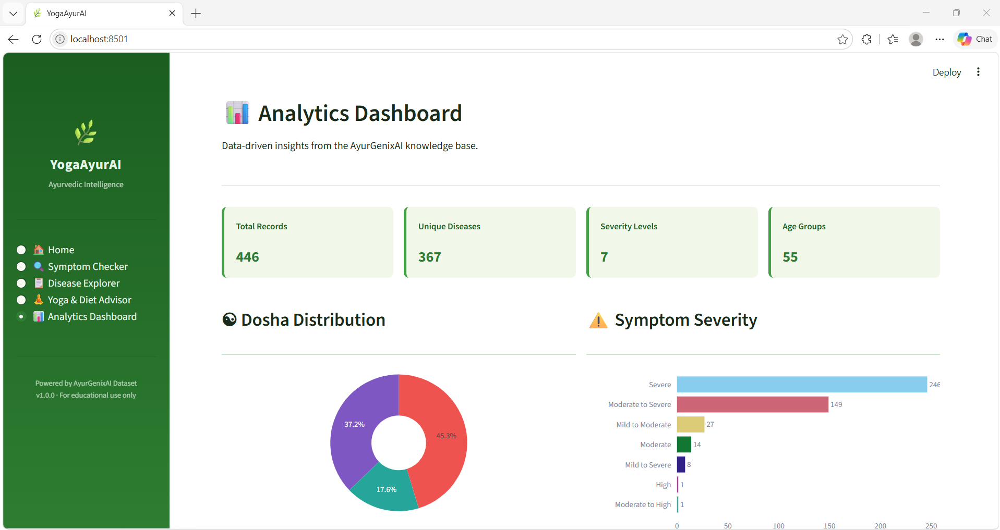 YogaAyurAI
localhost:8501
Chat
Deploy
YogaAyurAI
Ayurvedic Intelligence
Home
Symptom Checker
Disease Explorer
Yoga & Diet Advisor
Analytics Dashboard
Powered by AyurGenixAI Dataset
v1.0.0 · For educational use only
Analytics Dashboard
Data-driven insights from the AyurGenixAI knowledge base.
Total Records
446
Unique Diseases
367
Severity Levels
7
Age Groups
55
Dosha Distribution
37.2%
45.3%
17.6%
Symptom Severity
Severe 246
Moderate to Severe 149
Mild to Moderate 27
Moderate 14
Mild to Severe 8
High 1
Moderate to High 1
0 50 100 150 200 250